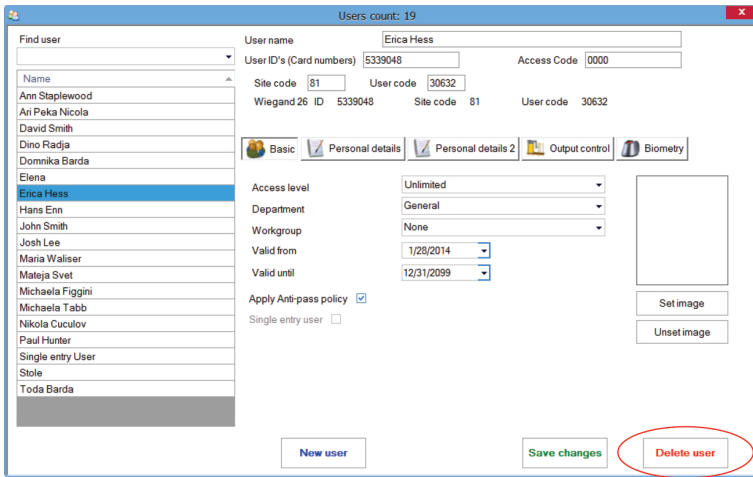 Users count: 19
x
Find user
Name
Ann Staplewood
Ari Peka Nicola
David Smith
Dino Radja
Domnika Barda
Elena
Erica Hess
Hans Enn
John Smith
Josh Lee
Maria Waliser
Mateja Svet
Michaela Figgini
Michaela Tabb
Nikola Cuculov
Paul Hunter
Single entry User
Stole
Toda Barda
User name Erica Hess
User ID's (Card numbers) 5339048 Access Code 0000
Site code 81 User code 30632
Wiegand 26 ID 5339048 Site code 81 User code 30632
Basic Personal details Personal details 2 Output control Biometry
Access level Unlimited
Department General
Workgroup None
Valid from 1/28/2014
Valid until 12/31/2099
Apply Anti-pass policy
Single entry user
Set image
Unset image
New user Save changes Delete user